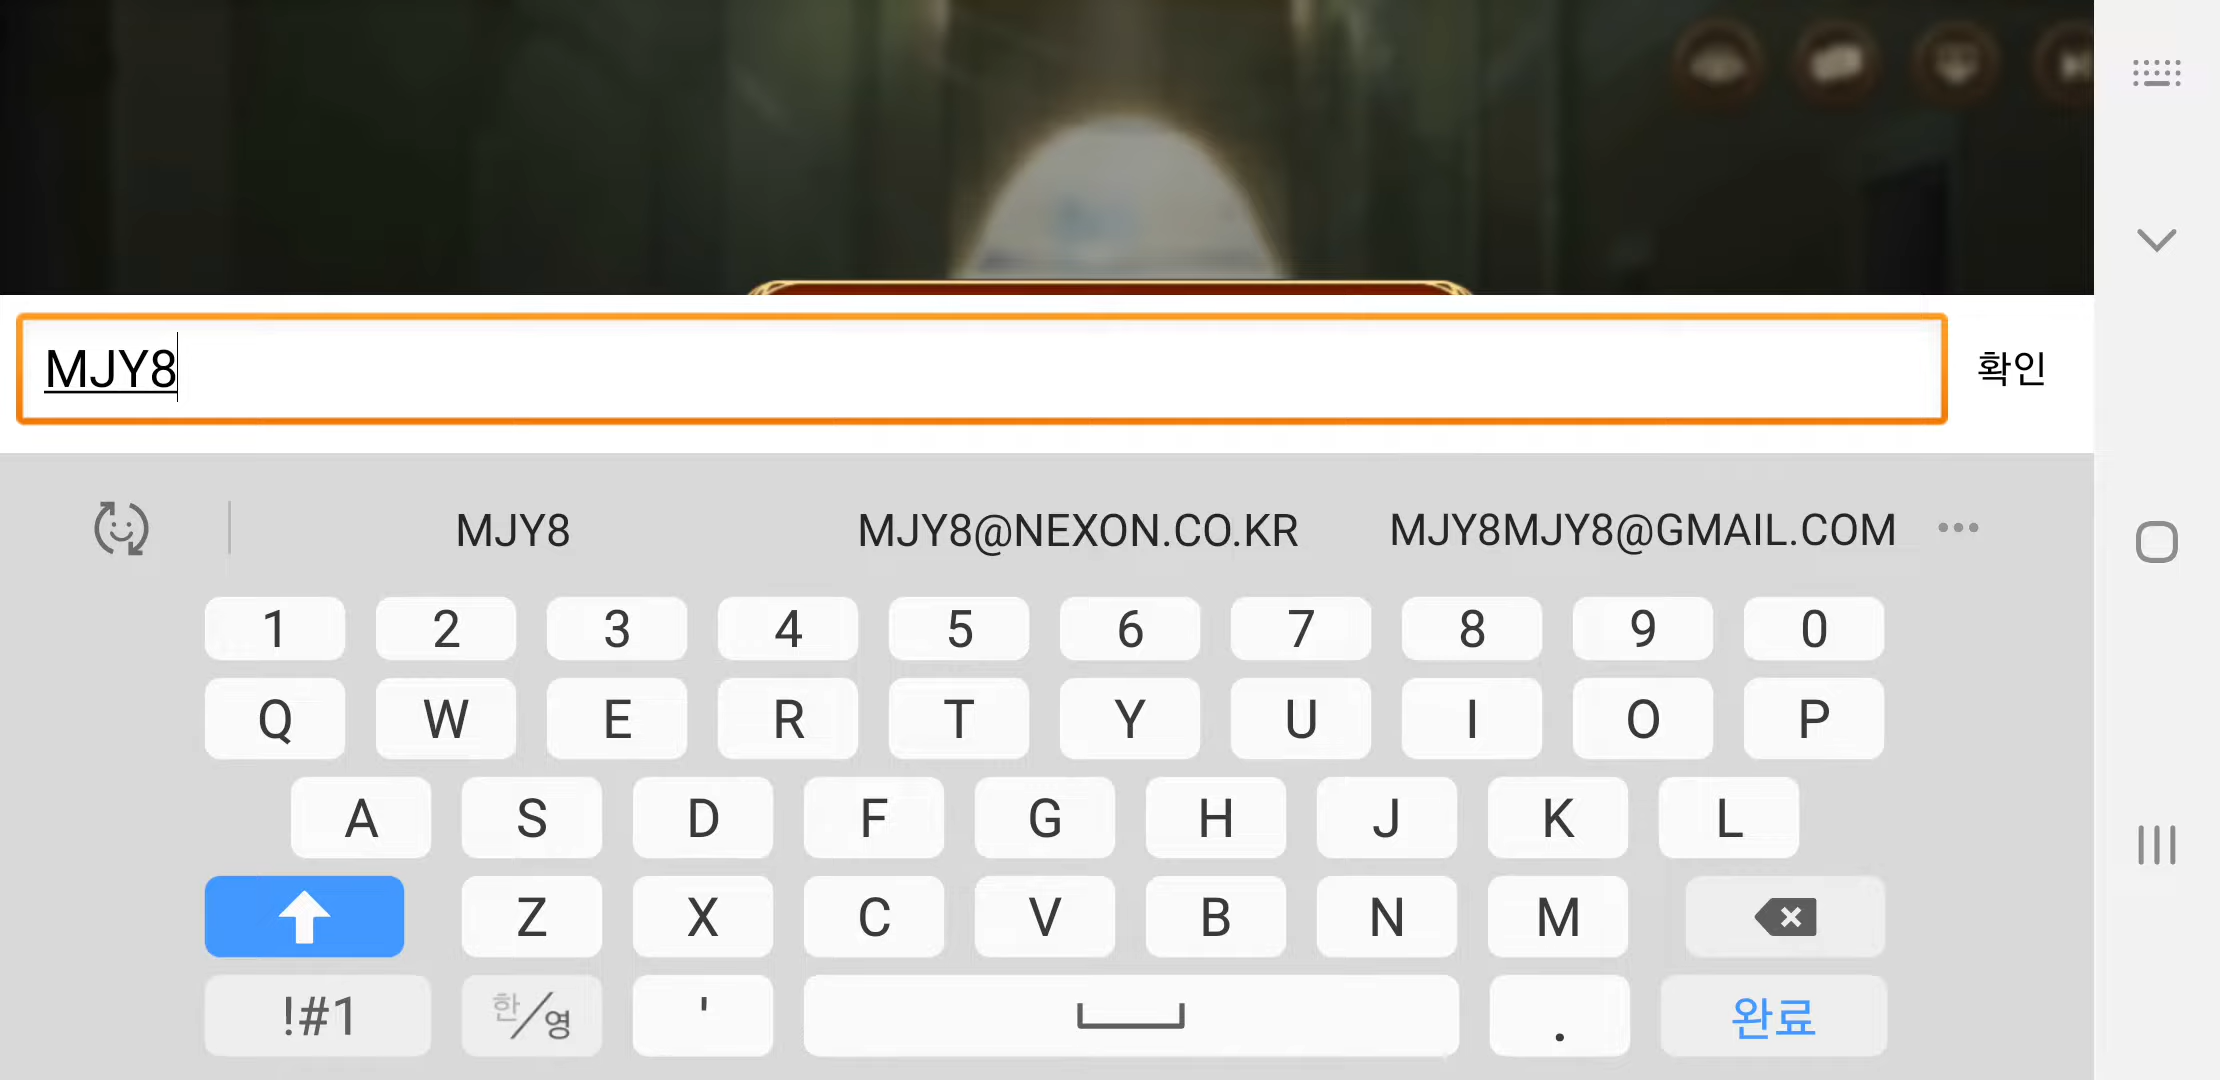 MJY8 확인
MJY8 MJY8@NEXON.CO.KR MJY8MJY8@GMAIL.COM
1 2 3 4 5 6 7 8 9 0
Q W E R T Y U I O P
A S D F G H J K L
Z X C V B N M
!#1 한/영 ' . 완료